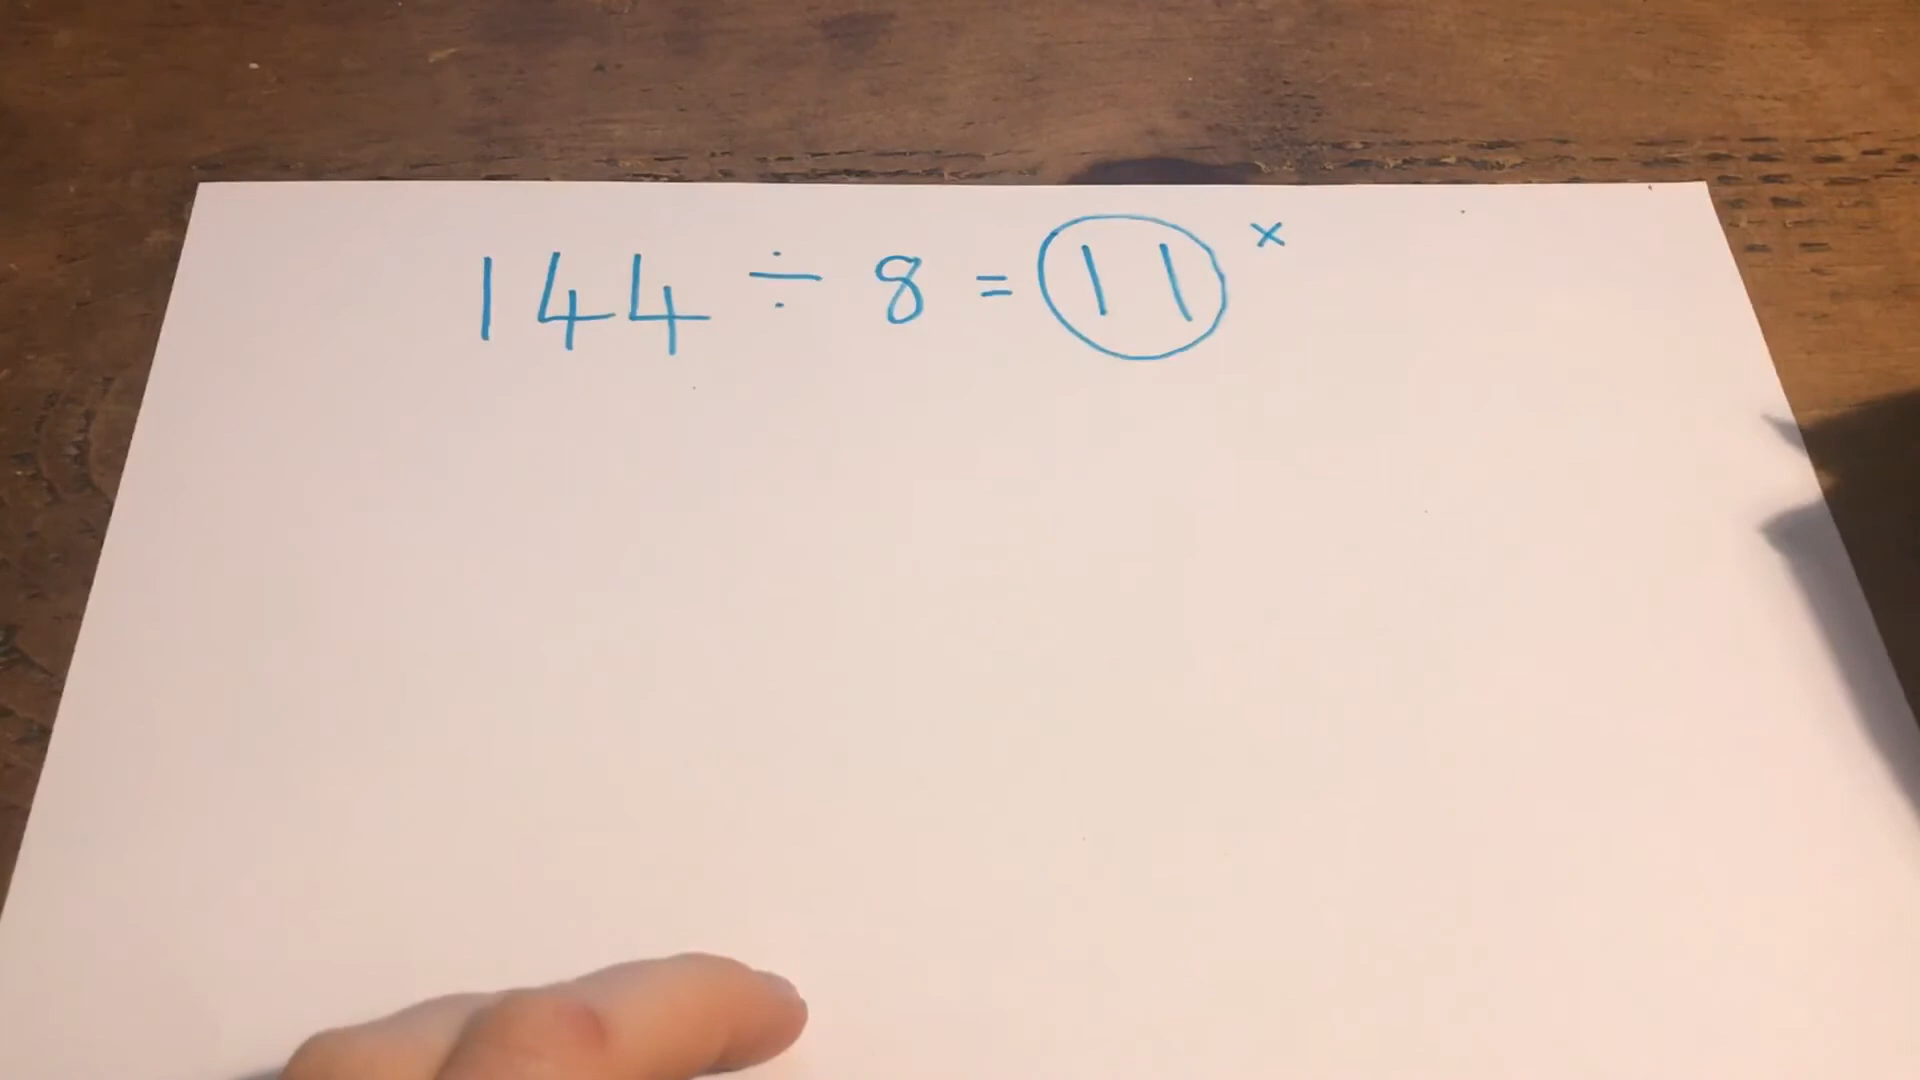 144 ÷ 8 = 11 ×